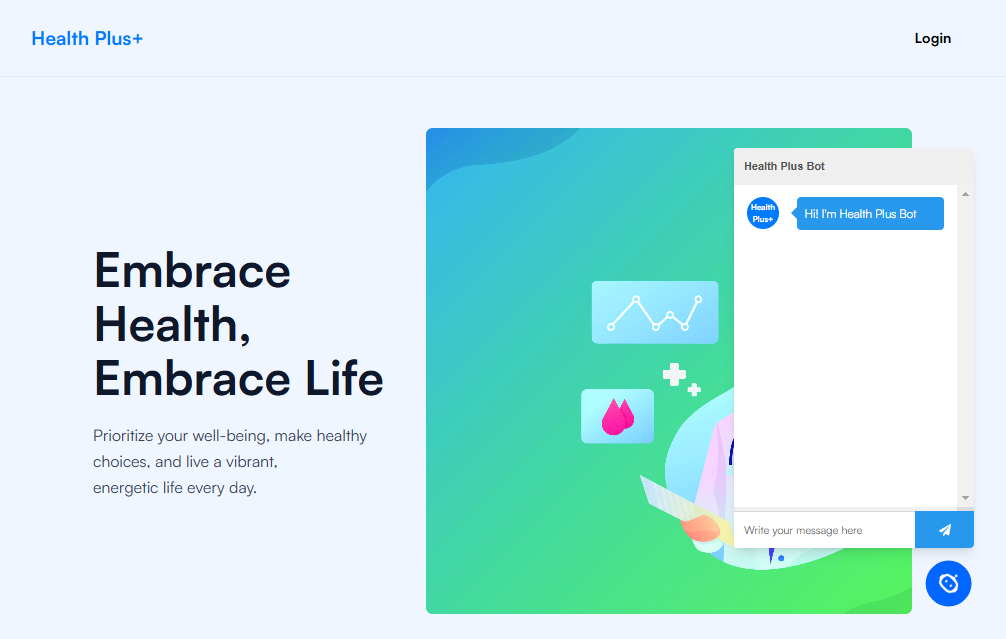 Health Plus+
Login
Embrace
Health,
Embrace Life
Prioritize your well-being, make healthy
choices, and live a vibrant,
energetic life every day.
Health Plus Bot
Health
Plus+
Hi! I'm Health Plus Bot
Write your message here